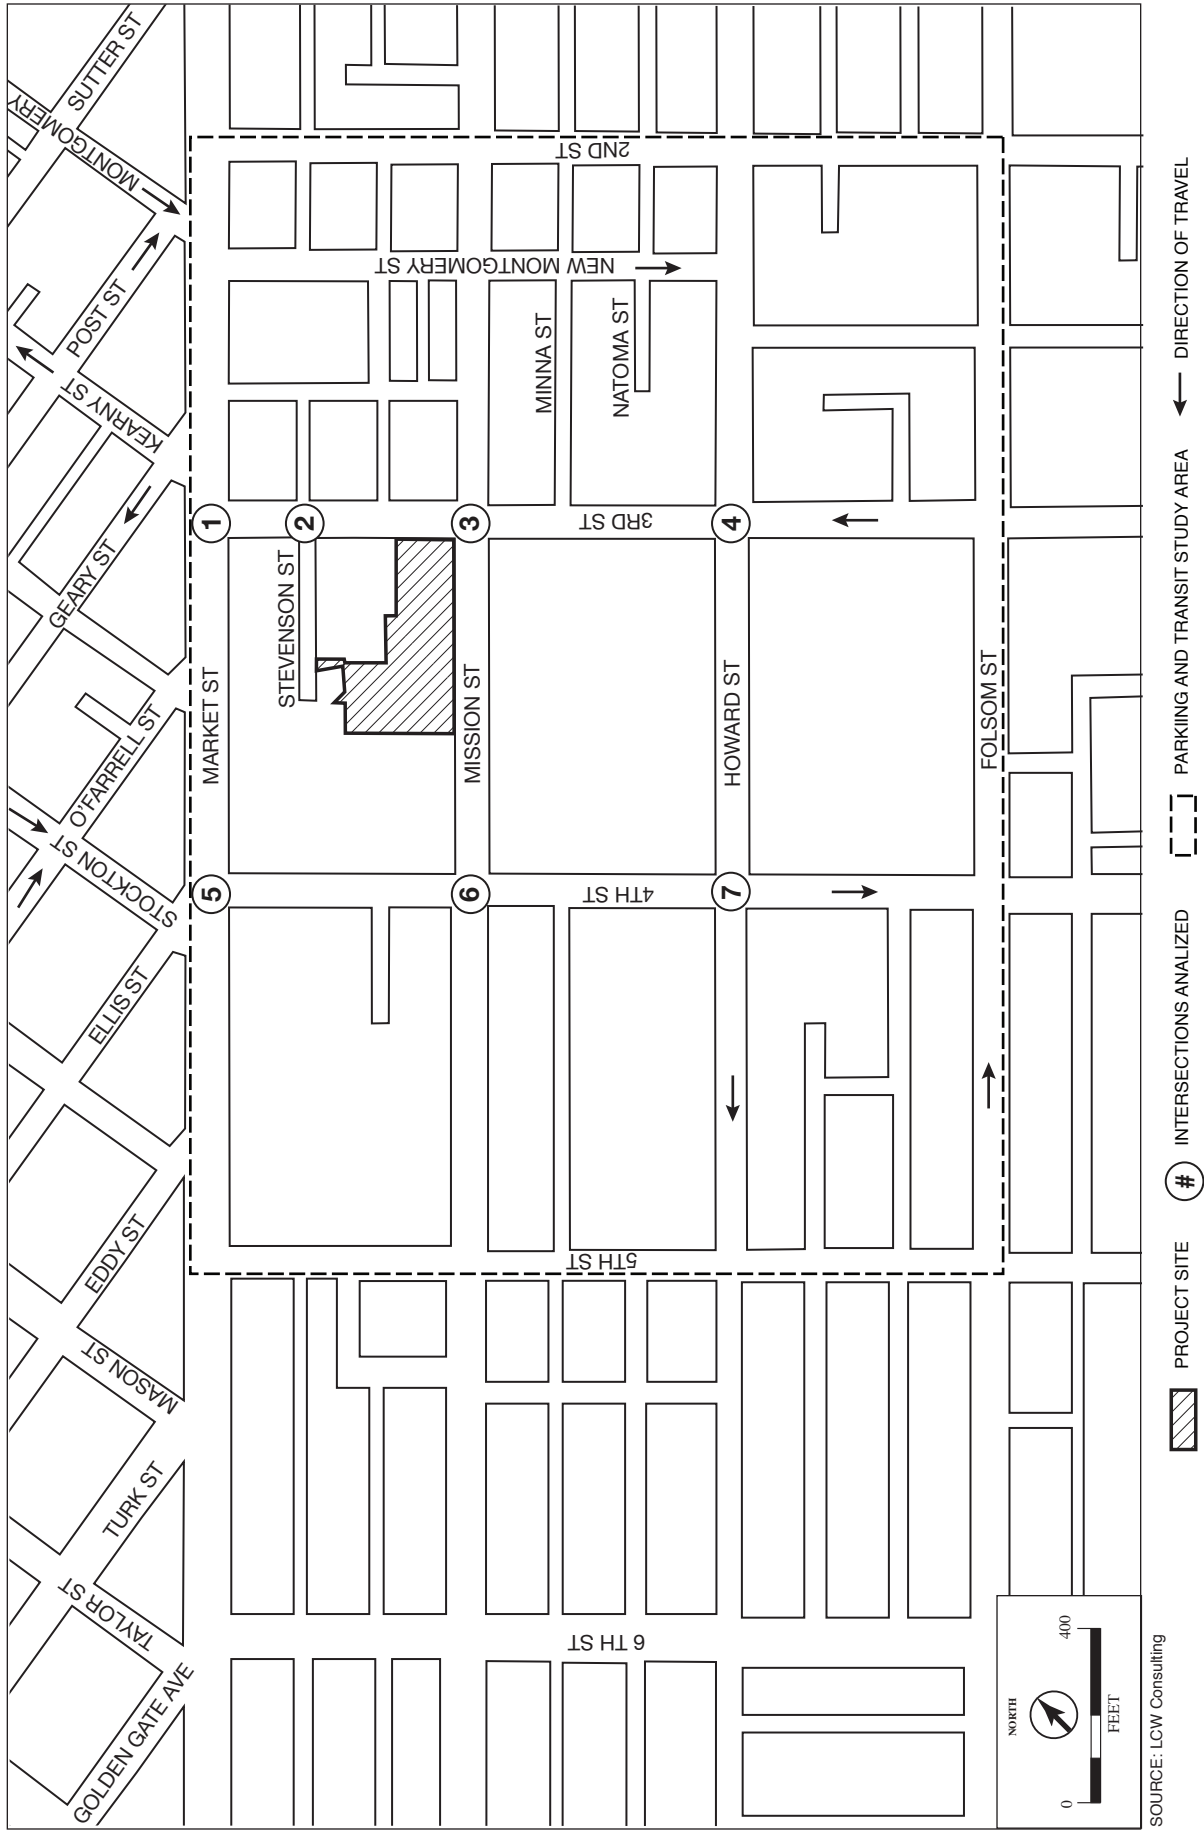 SUTTER ST
MONTGOMERY
POST ST
KEARNY ST
GEARY ST
O'FARRELL ST
STOCKTON ST
ELLIS ST
EDDY ST
MASON ST
TURK ST
TAYLOR ST
GOLDEN GATE AVE
MARKET ST
STEVENSON ST
MISSION ST
MINNA ST
NATOMA ST
HOWARD ST
FOLSOM ST
2ND ST
NEW MONTGOMERY ST
3RD ST
4TH ST
5TH ST
6 TH ST
1
2
3
4
5
6
7
NORTH
0
400
FEET
SOURCE: LCW Consulting
PROJECT SITE
# INTERSECTIONS ANALIZED
PARKIING AND TRANSIT STUDY AREA
DIRECTION OF TRAVEL